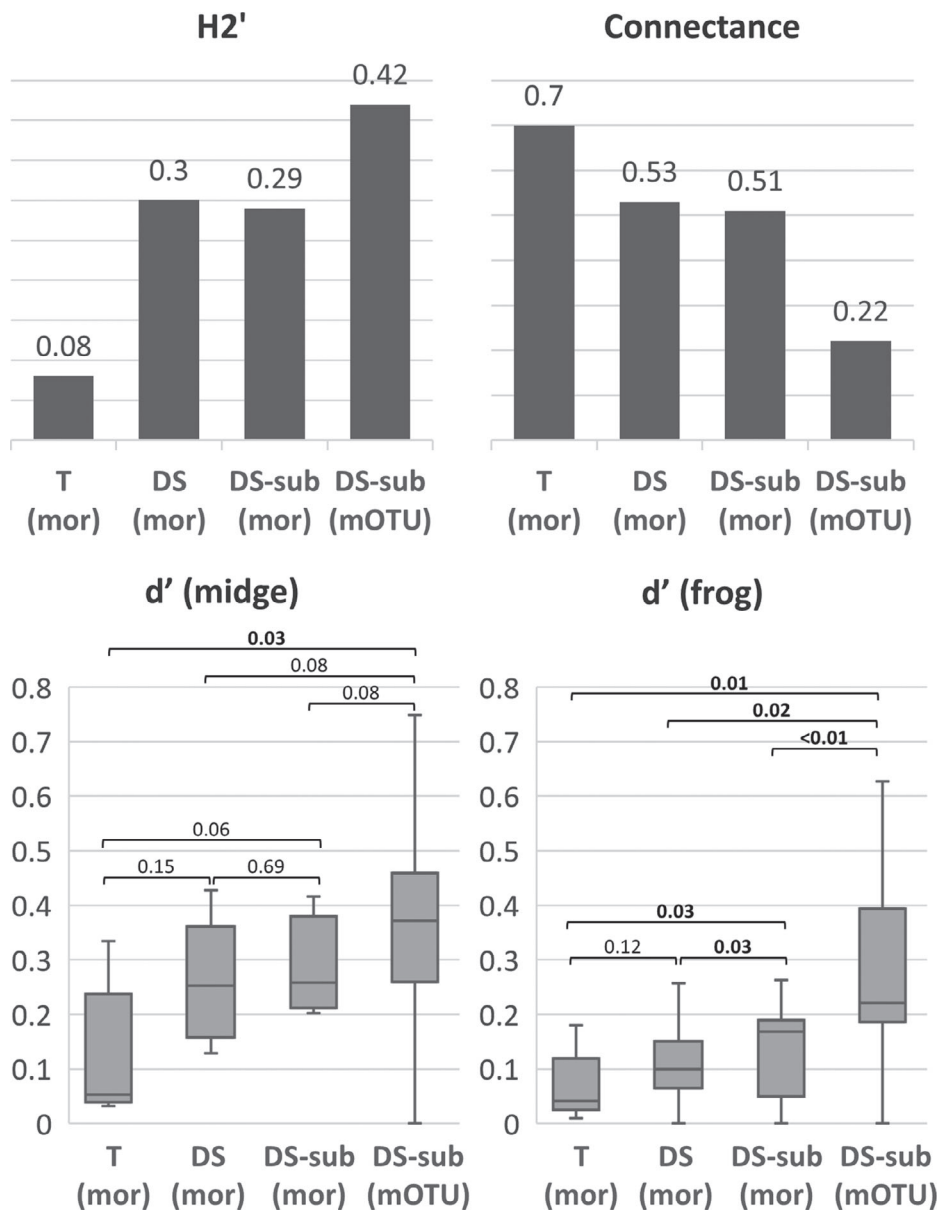 H2'
Connectance
0.08
0.3
0.29
0.42
0.7
0.53
0.51
0.22
T
(mor)
DS
(mor)
DS-sub
(mor)
DS-sub
(mOTU)
T
(mor)
DS
(mor)
DS-sub
(mor)
DS-sub
(mOTU)
d’ (midge)
0.03
0.08
0.08
0.06
0.15
0.69
0.8
0.7
0.6
0.5
0.4
0.3
0.2
0.1
0
T
(mor)
DS
(mor)
DS-sub
(mor)
DS-sub
(mOTU)
d’ (frog)
0.01
0.02
<0.01
0.03
0.12
0.03
0.8
0.7
0.6
0.5
0.4
0.3
0.2
0.1
0
T
(mor)
DS
(mor)
DS-sub
(mor)
DS-sub
(mOTU)